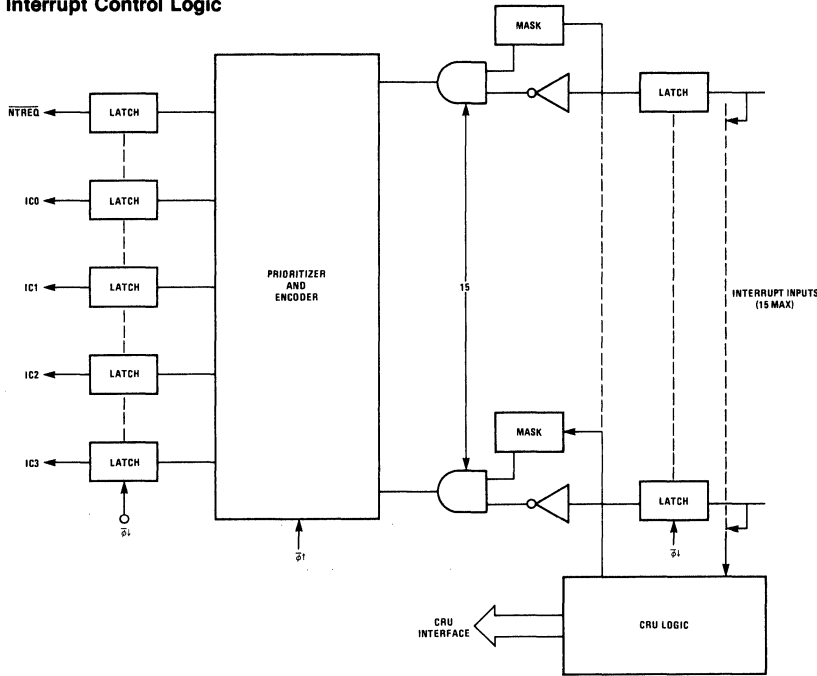 Interrupt Control Logic
MASK
LATCH
NTREQ
LATCH
LATCH
IC0
LATCH
IC1
PRIORITIZER
AND
ENCODER
15
INTERRUPT INPUTS
(15 MAX)
LATCH
IC2
MASK
LATCH
IC3
LATCH
φ↓
φ↑
φ↓
CRU
INTERFACE
CRU LOGIC